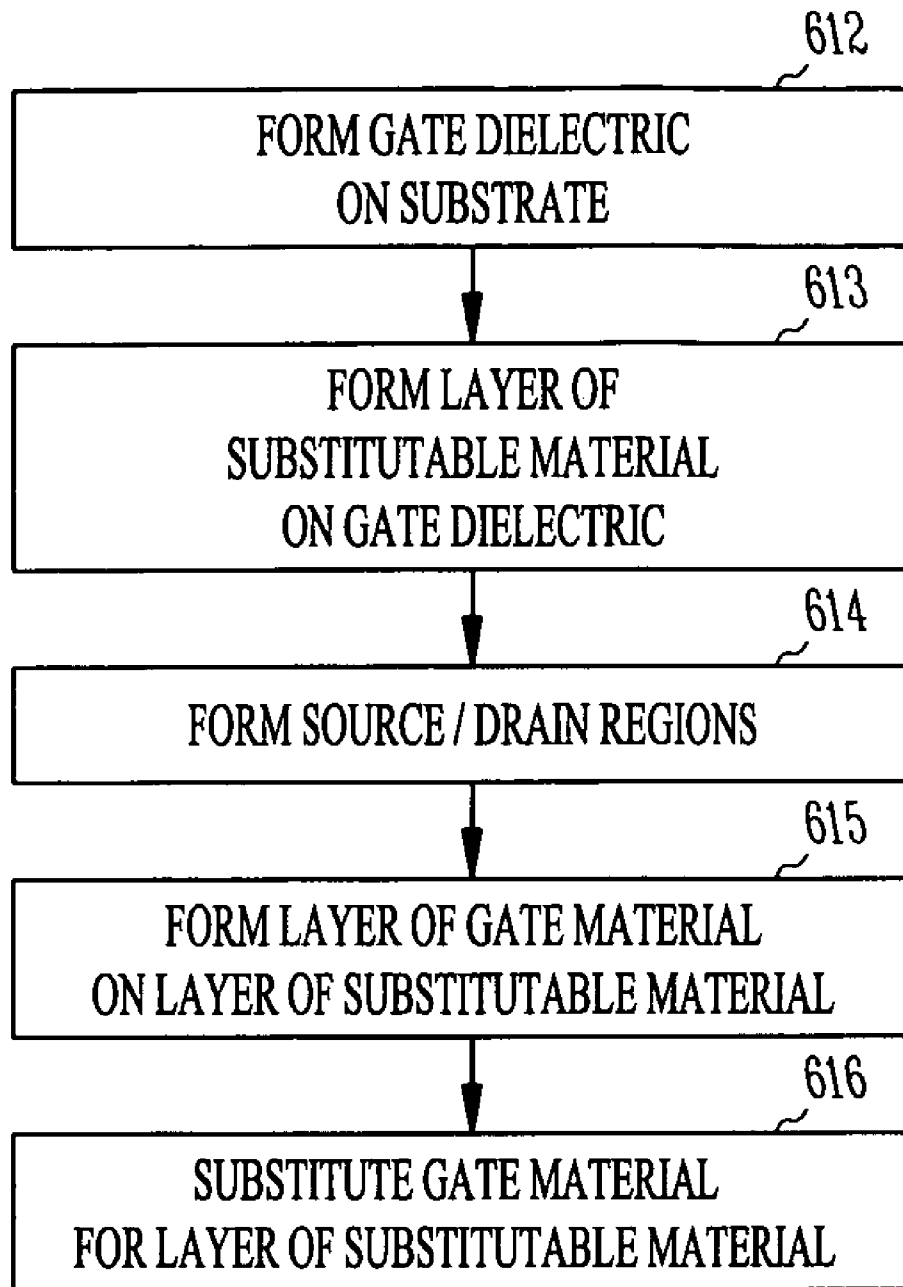 612
FORM GATE DIELECTRIC
ON SUBSTRATE
613
FORM LAYER OF
SUBSTITUTABLE MATERIAL
ON GATE DIELECTRIC
614
FORM SOURCE / DRAIN REGIONS
615
FORM LAYER OF GATE MATERIAL
ON LAYER OF SUBSTITUTABLE MATERIAL
616
SUBSTITUTE GATE MATERIAL
FOR LAYER OF SUBSTITUTABLE MATERIAL